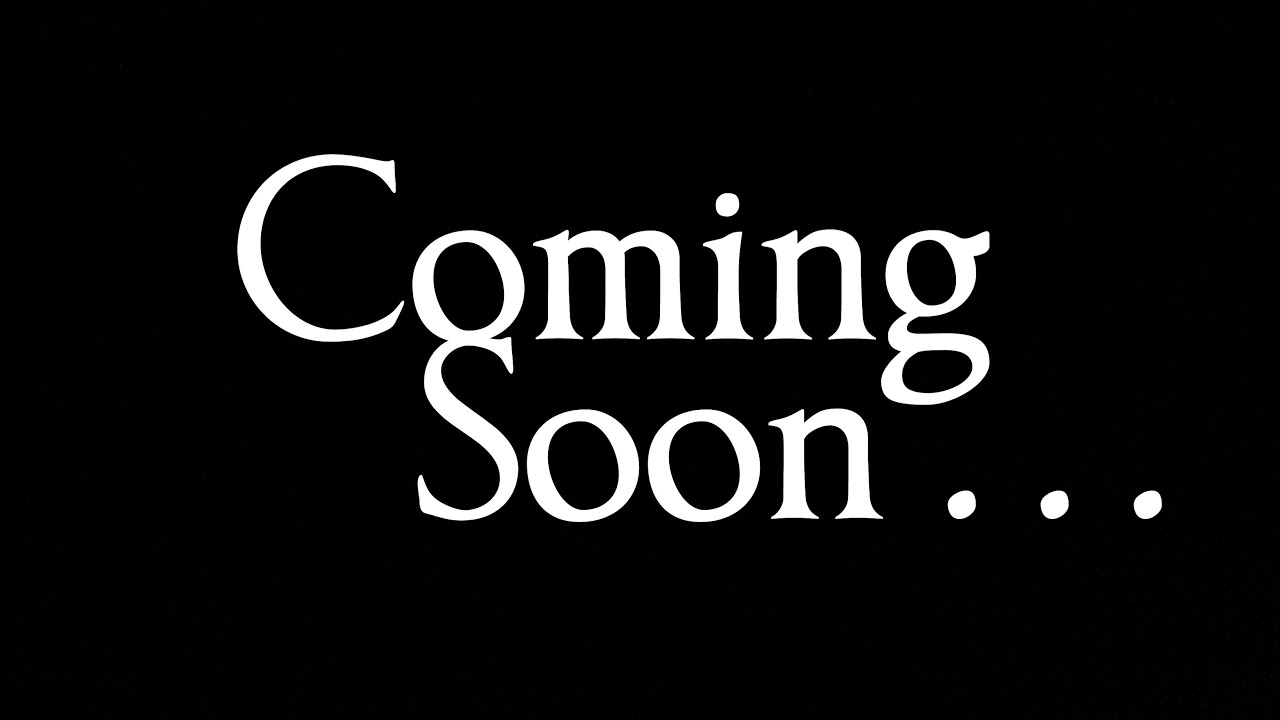 Coming
Soon . . .